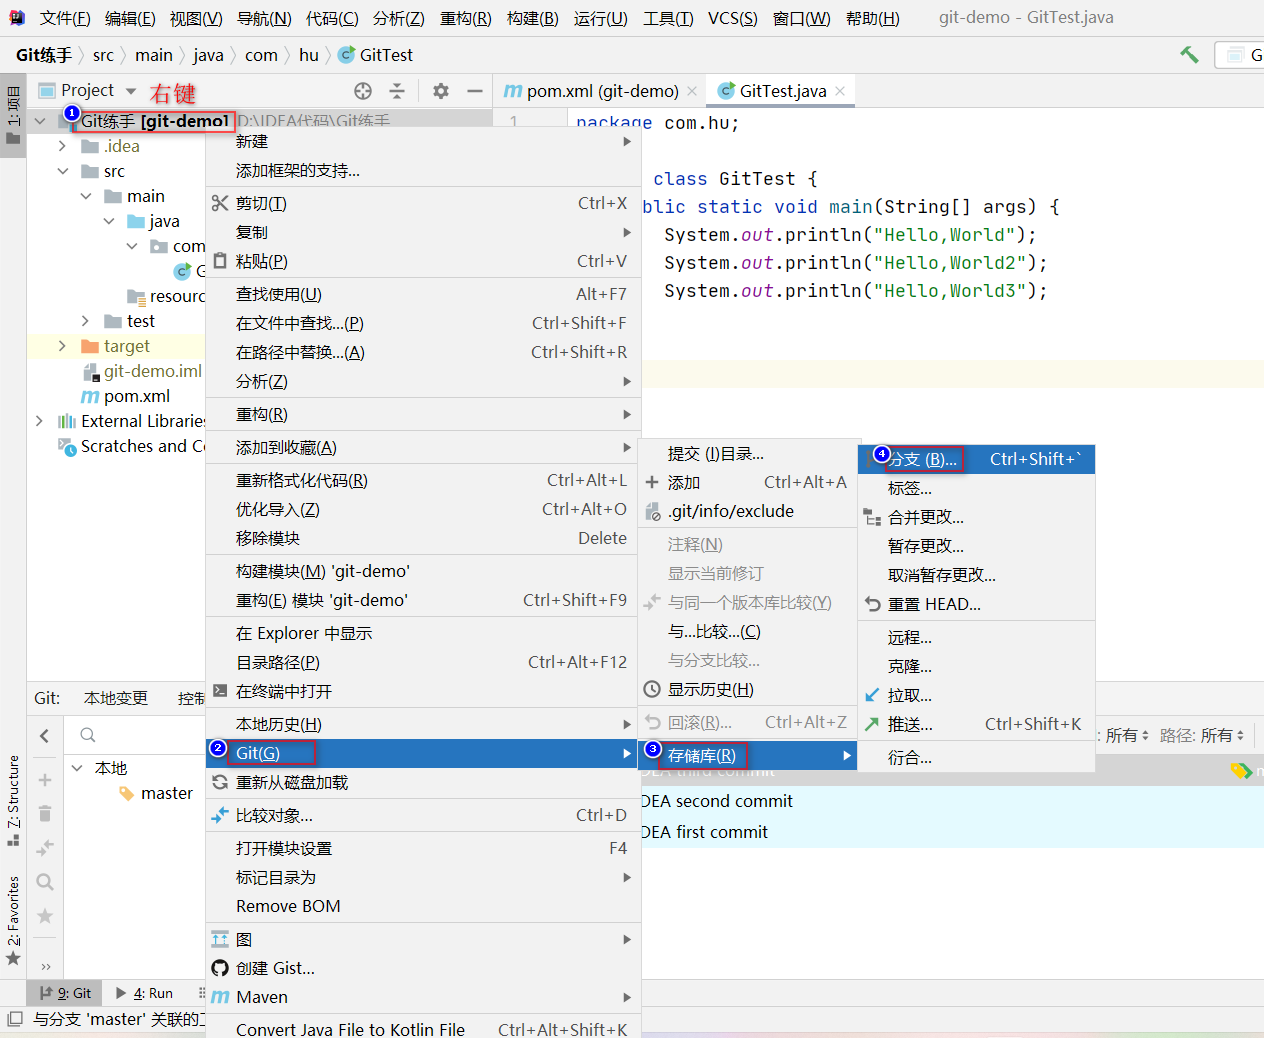 文件(F) 编辑(E) 视图(V) 导航(N) 代码(C) 分析(Z) 重构(R) 构建(B) 运行(U) 工具(T) VCS(S) 窗口(W) 帮助(H) git-demo - GitTest.java
Git练手 src main java com hu GitTest
1: 项目
Project
右键
pom.xml (git-demo)
GitTest.java
1 Git练手 [git-demo] D:\IDEA代码\Git练手
.idea
src
main
java
com
resourc
test
target
git-demo.iml
pom.xml
External Libraries
Scratches and Co
1
package com.hu;
class GitTest {
blic static void main(String[] args) {
System.out.println("Hello,World");
System.out.println("Hello,World2");
System.out.println("Hello,World3");
新建
添加框架的支持...
剪切(T) Ctrl+X
复制
粘贴(P) Ctrl+V
查找使用(U) Alt+F7
在文件中查找...(P) Ctrl+Shift+F
在路径中替换...(A) Ctrl+Shift+R
分析(Z)
重构(R)
添加到收藏(A)
重新格式化代码(R) Ctrl+Alt+L
优化导入(Z) Ctrl+Alt+O
移除模块 Delete
构建模块(M) 'git-demo'
重构(E) 模块 'git-demo' Ctrl+Shift+F9
在 Explorer 中显示
目录路径(P) Ctrl+Alt+F12
在终端中打开
本地历史(H)
2 Git(G)
重新从磁盘加载
比较对象... Ctrl+D
打开模块设置 F4
标记目录为
Remove BOM
图
创建 Gist...
Maven
Convert Java File to Kotlin File Ctrl+Alt+Shift+K
提交 (I)目录...
添加 Ctrl+Alt+A
.git/info/exclude
注释(N)
显示当前修订
与同一个版本库比较(Y)
与...比较...(C)
与分支比较...
显示历史(H)
回滚(R)... Ctrl+Alt+Z
3 存储库(R)
4 分支 (B)... Ctrl+Shift+`
标签...
合并更改...
暂存更改...
取消暂存更改...
重置 HEAD...
远程...
克隆...
拉取...
推送... Ctrl+Shift+K
衍合...
Git: 本地变更
本地
master
: 所有 路径: 所有
DEA third commit
DEA second commit
DEA first commit
Z: Structure
2: Favorites
9: Git 4: Run
与分支 'master' 关联的